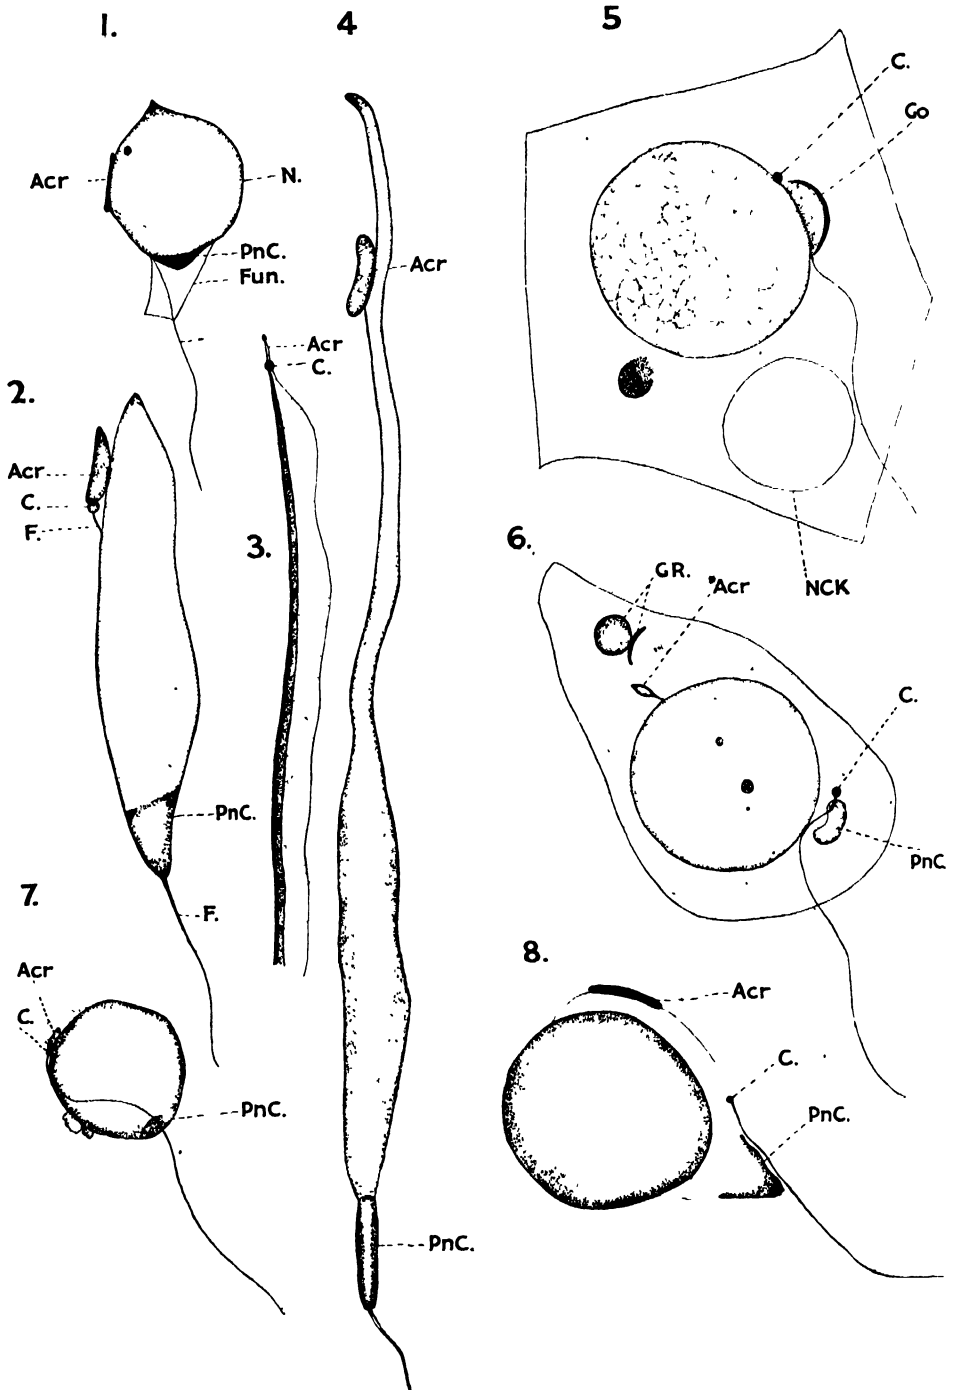 1.
Acr
N.
PnC.
Fun.
2.
Acr
C.
F.
PnC.
F.
3.
Acr
C.
4
Acr
PnC.
5
C.
Go
NCK
6.
GR.
Acr
C.
PnC
7.
Acr
C.
PnC.
8.
Acr
C.
PnC.